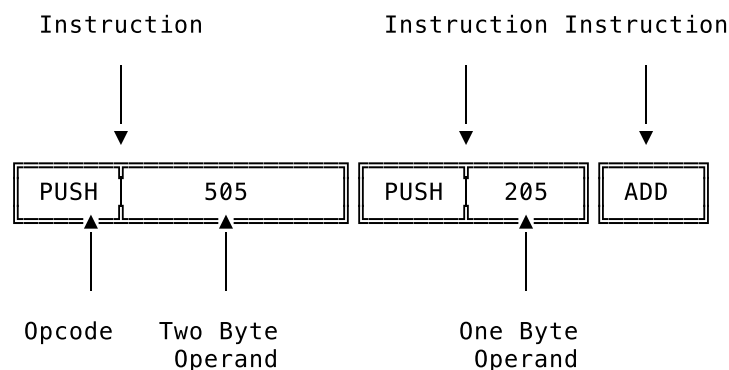 Instruction Instruction Instruction
PUSH 505 PUSH 205 ADD
Opcode Two Byte One Byte
Operand Operand